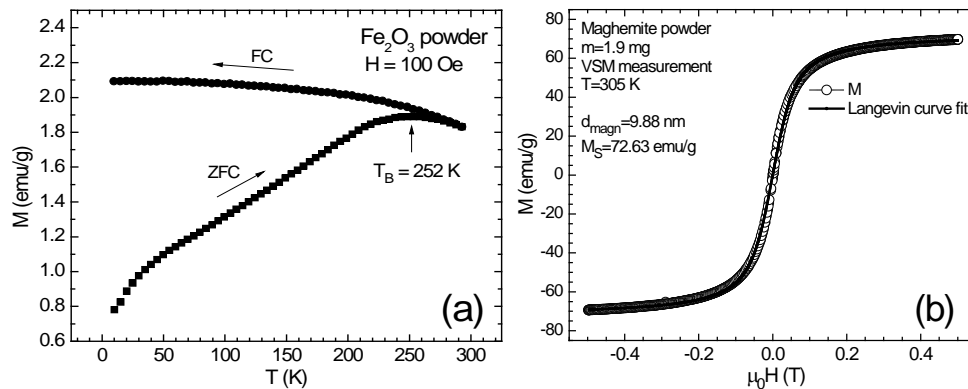 2.6
2.4
2.2
2.0
1.8
1.6
1.4
1.2
1.0
0.8
0.6
M (emu/g)
Fe2O3 powder
H = 100 Oe
FC
ZFC
TB = 252 K
(a)
0 50 100 150 200 250 300
T (K)
80
60
40
20
0
-20
-40
-60
-80
M (emu/g)
Maghemite powder
m=1.9 mg
VSM measurement
T=305 K
dmagn=9.88 nm
MS=72.63 emu/g
M
Langevin curve fit
(b)
-0.4 -0.2 0.0 0.2 0.4
μ0H (T)